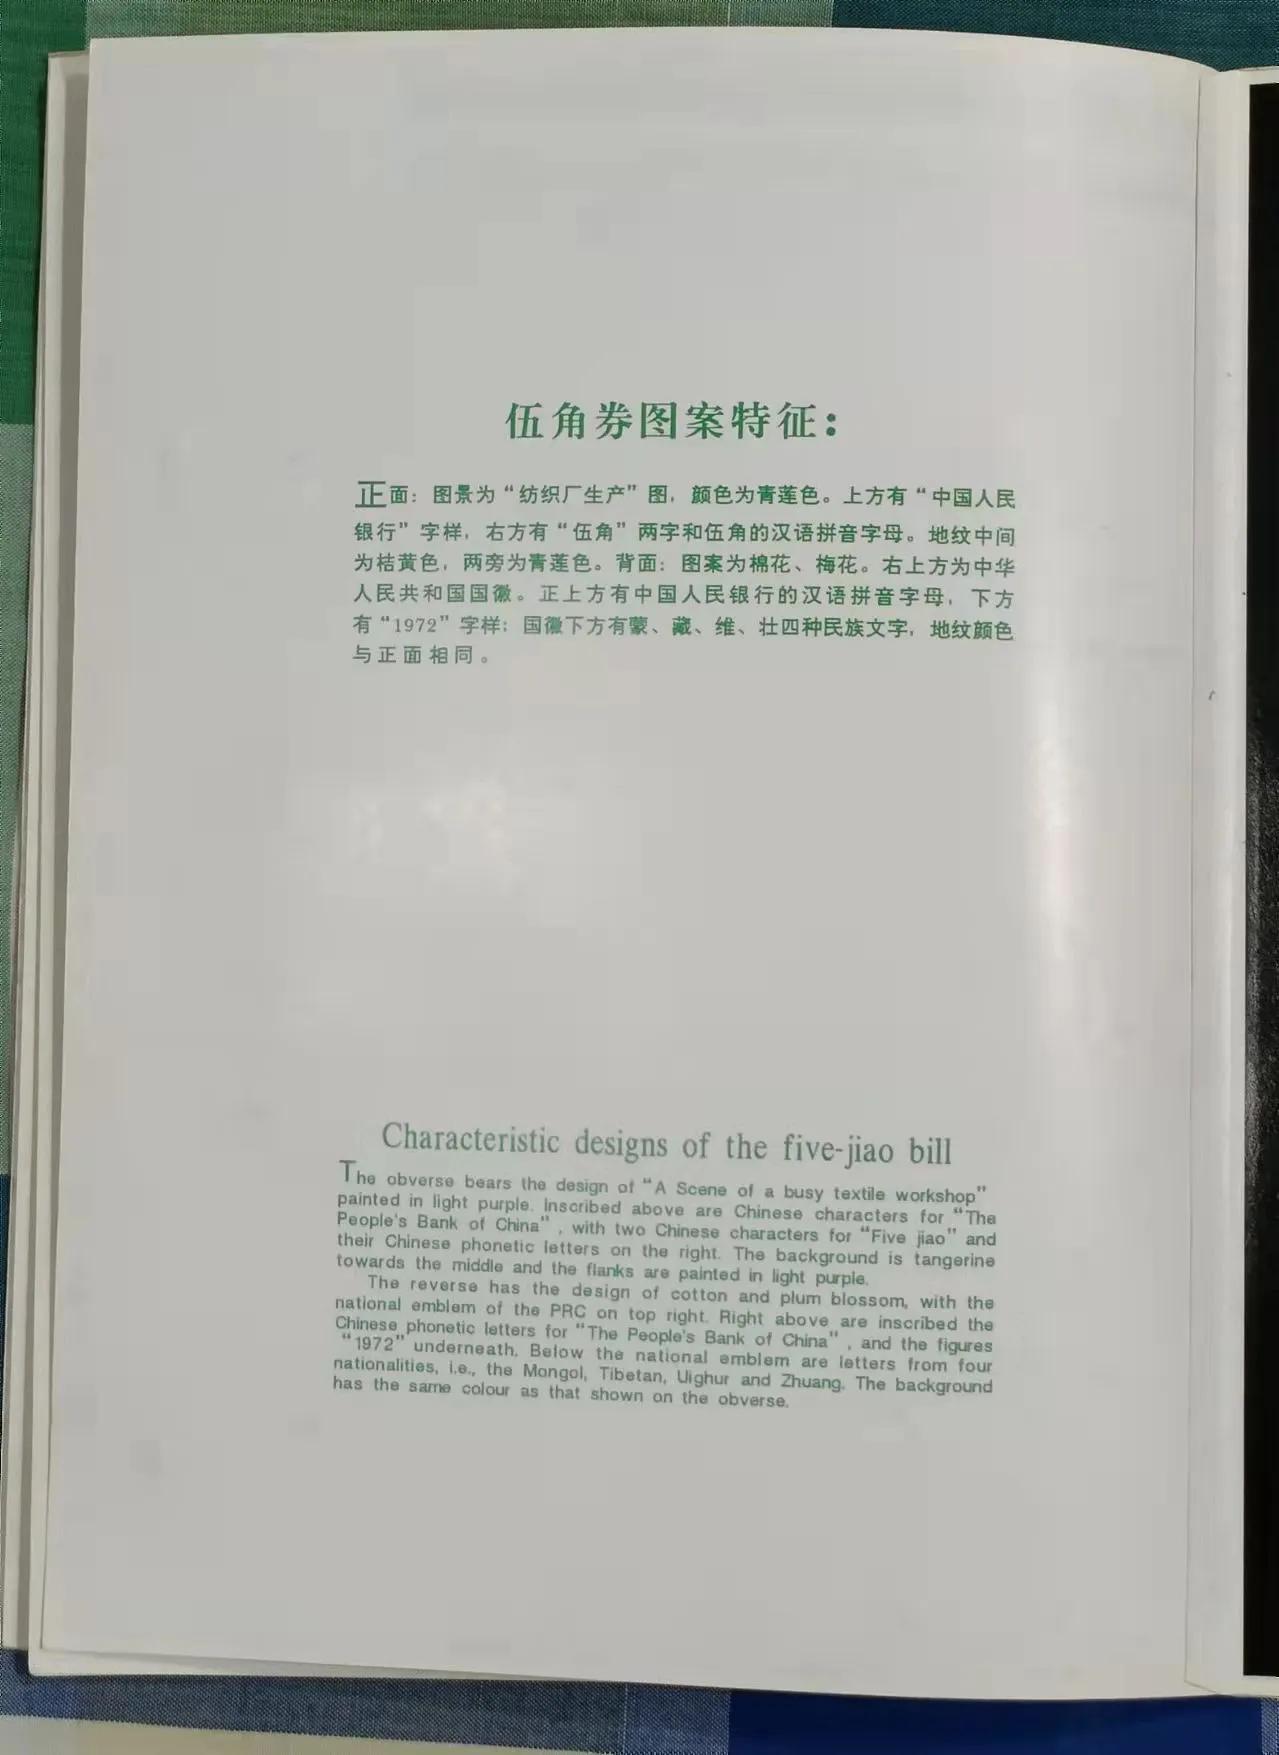 伍角券图案特征：
正面：图景为“纺织厂生产”图，颜色为青莲色。上方有“中国人民
银行”字样，右方有“伍角”两字和伍角的汉语拼音字母。地纹中间
为桔黄色，两旁为青莲色。背面：图案为棉花、梅花。右上方为中华
人民共和国国徽。正上方有中国人民银行的汉语拼音字母，下方
有“1972”字样；国徽下方有蒙、藏、维、壮四种民族文字，地纹颜色
与正面相同。
Characteristic designs of the five-jiao bill
The obverse bears the design of “A Scene of a busy textile workshop”
painted in light purple. Inscribed above are Chinese characters for “The
People's Bank of China”, with two Chinese characters for “Five jiao” and
their Chinese phonetic letters on the right. The background is tangerine
towards the middle and the flanks are painted in light purple.
The reverse has the design of cotton and plum blossom, with the
national emblem of the PRC on top right. Right above are inscribed the
Chinese phonetic letters for “The People's Bank of China”, and the figures
“1972” underneath. Below the national emblem are letters from four
nationalities, i.e., the Mongol, Tibetan, Uighur and Zhuang. The background
has the same colour as that shown on the obverse.